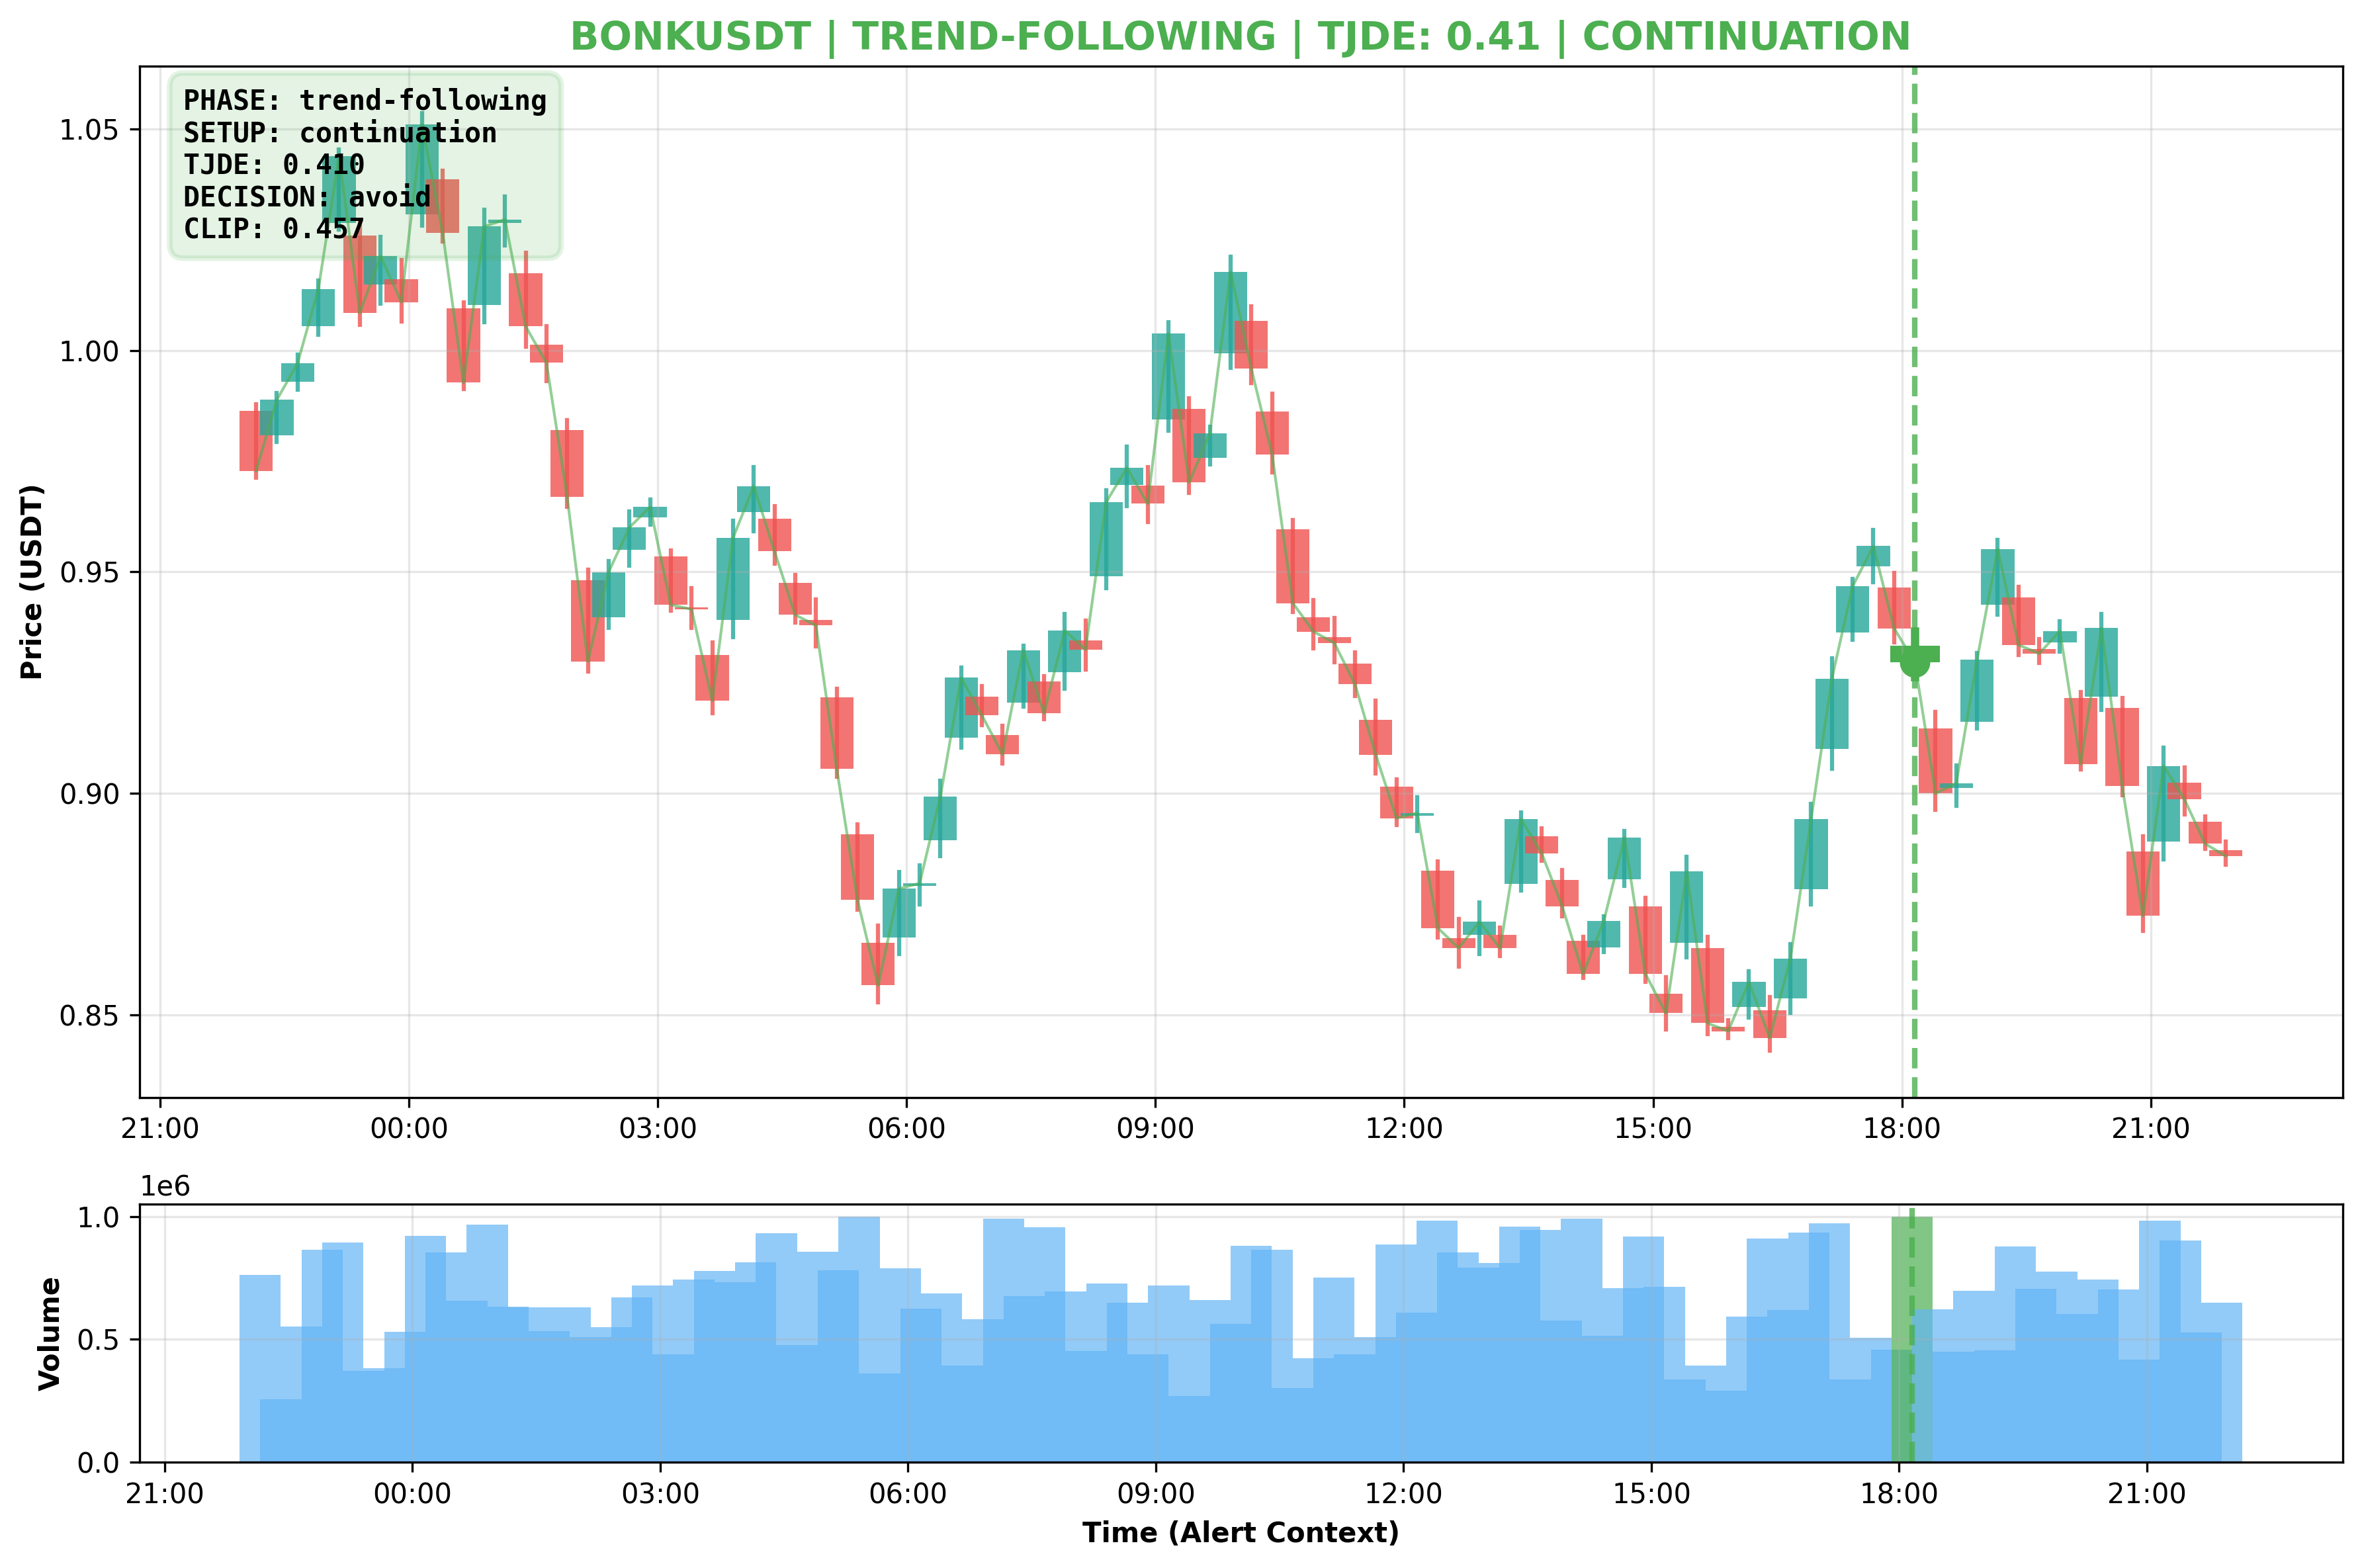 BONKUSDT | TREND-FOLLOWING | TJDE: 0.41 | CONTINUATION
PHASE: trend-following
SETUP: continuation
TJDE: 0.410
DECISION: avoid
CLIP: 0.457
Price (USDT)
1.05
1.00
0.95
0.90
0.85
21:00 00:00 03:00 06:00 09:00 12:00 15:00 18:00 21:00
1e6
Volume
1.0
0.5
0.0
21:00 00:00 03:00 06:00 09:00 12:00 15:00 18:00 21:00
Time (Alert Context)